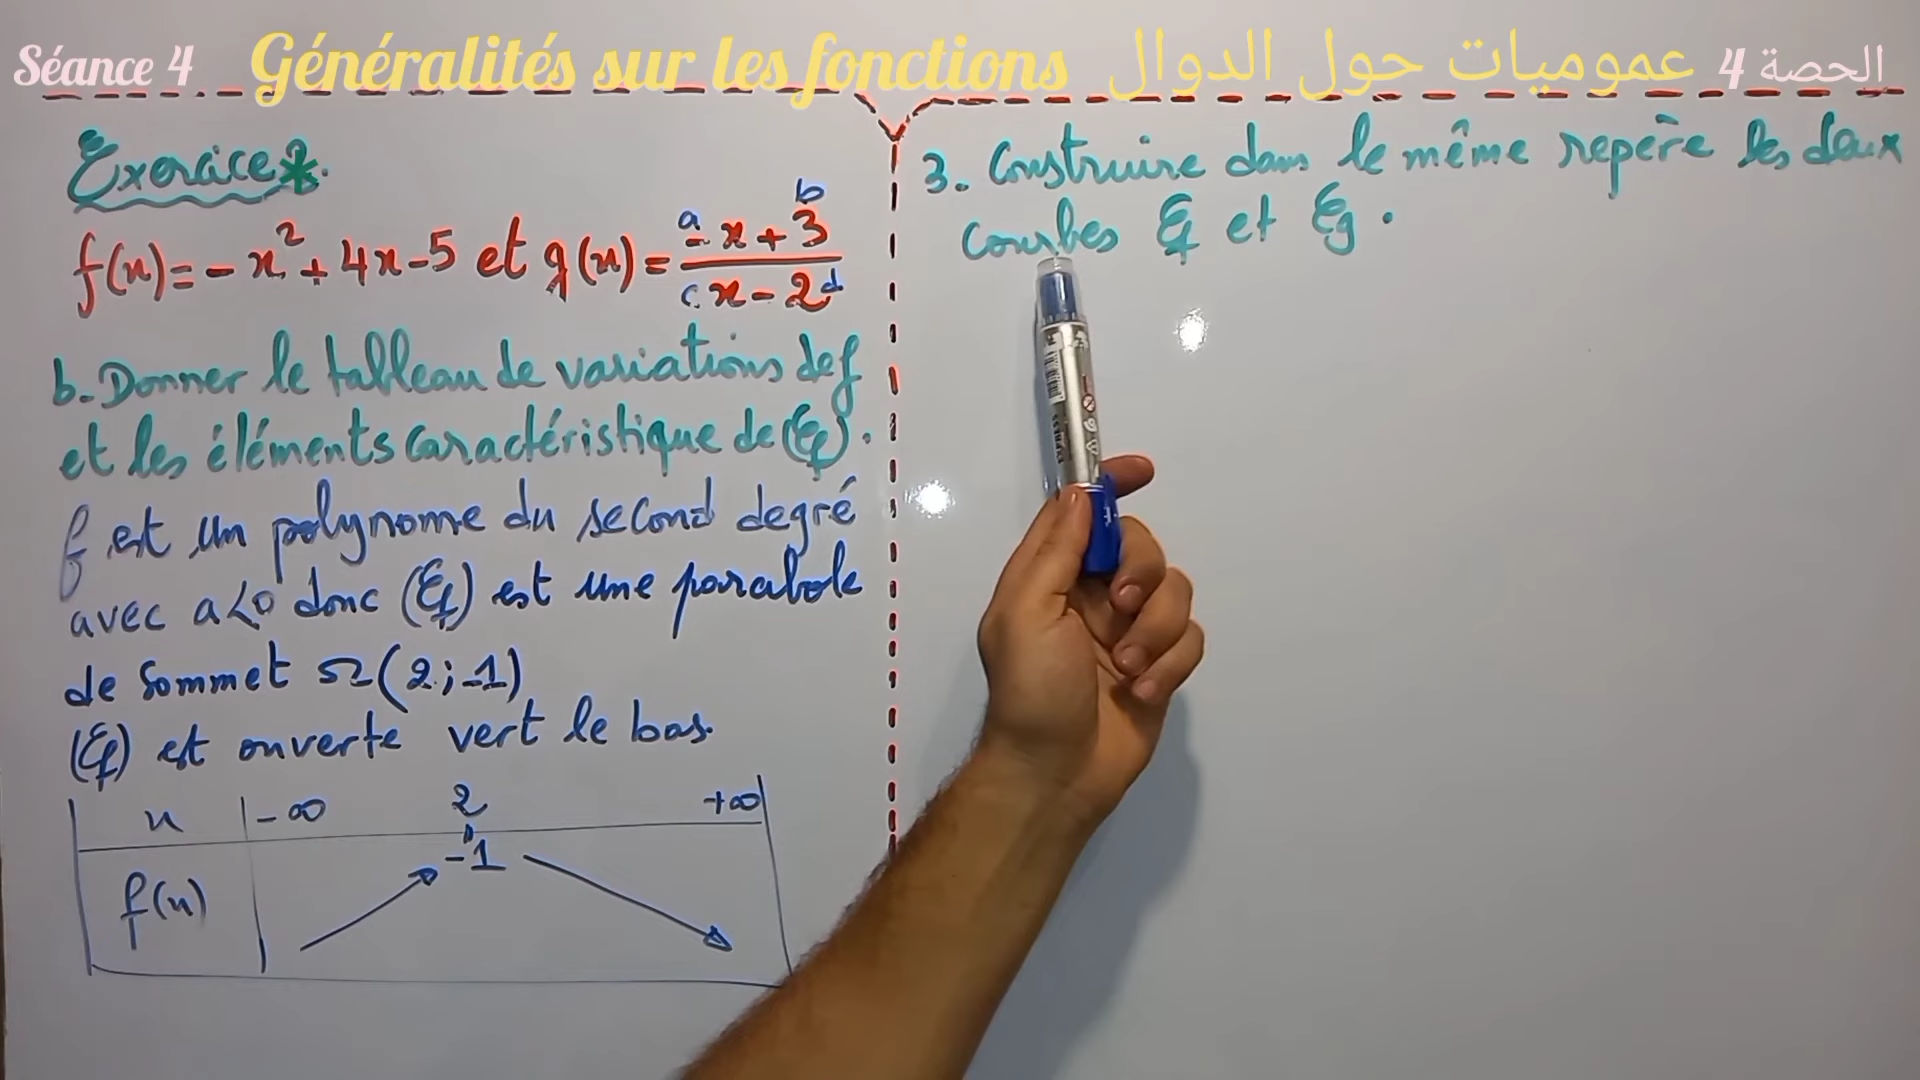 Séance 4 Généralités sur les fonctions عموميات حول الدوال الحصة 4
Exercice *.
f(x) = -x² + 4x - 5 et g(x) = (-x + 3)/(x - 2)
a b
c d
b. Donner le tableau de variations de f
et les éléments caractéristique de (Cf).
f est un polynome du second degré
avec a<0 donc (Cf) est une parabole
de sommet Ω(2; -1)
(Cf) est ouverte vert le bas.
x -∞ 2 +∞
-1
f(x)
3. Construire dans le même repère les deux
courbes Cf et Cg.